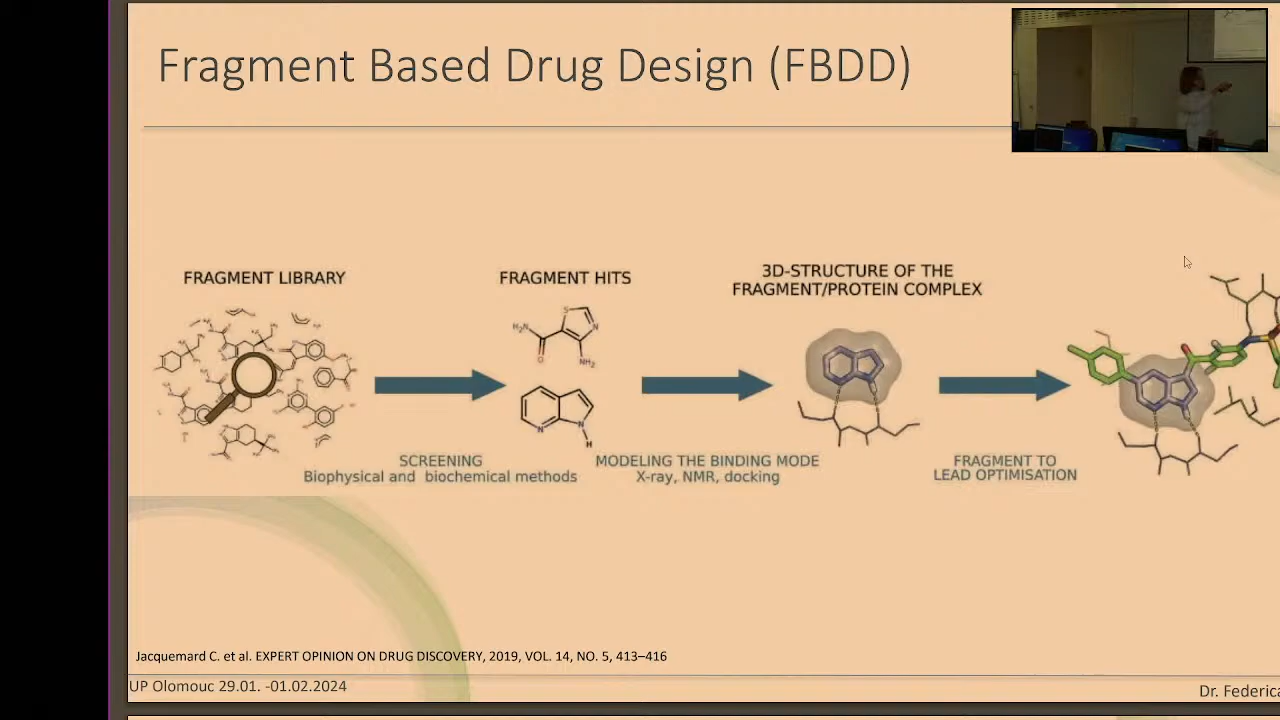 Fragment Based Drug Design (FBDD)
FRAGMENT LIBRARY
FRAGMENT HITS
3D-STRUCTURE OF THE
FRAGMENT/PROTEIN COMPLEX
S
N
H₂N
O
NH₂
N
N
H
SCREENING
Biophysical and biochemical methods
MODELING THE BINDING MODE
X-ray, NMR, docking
FRAGMENT TO
LEAD OPTIMISATION
Jacquemard C. et al. EXPERT OPINION ON DRUG DISCOVERY, 2019, VOL. 14, NO. 5, 413–416
UP Olomouc 29.01. -01.02.2024
Dr. Federica